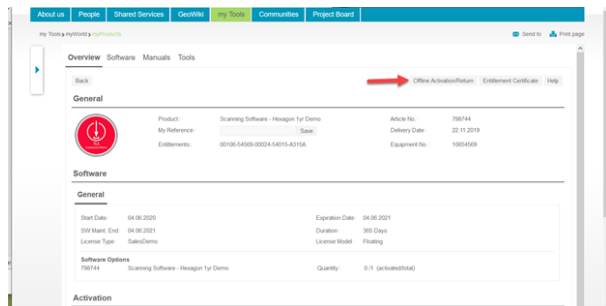 About us People Shared Services GeoWiki my Tools Communities Project Board
my Tools > myWorld > myProducts Send to Print page
Overview Software Manuals Tools
Back Offline Activation/Return Entitlement Certificate Help
General
Product: Scanning Software - Hexagon 1yr Demo Article No.: 798744
My Reference: Save Delivery Date: 22.11.2019
Entitlements: 00100-54569-00024-54015-A315A Equipment No.: 10054569
Software
General
Start Date: 04.06.2020 Expiration Date: 04.06.2021
SW Maint. End: 04.06.2021 Duration: 365 Days
License Type: SalesDemo License Model: Floating
Software Options
798744 Scanning Software - Hexagon 1yr Demo Quantity: 0 /1 (activated/total)
Activation